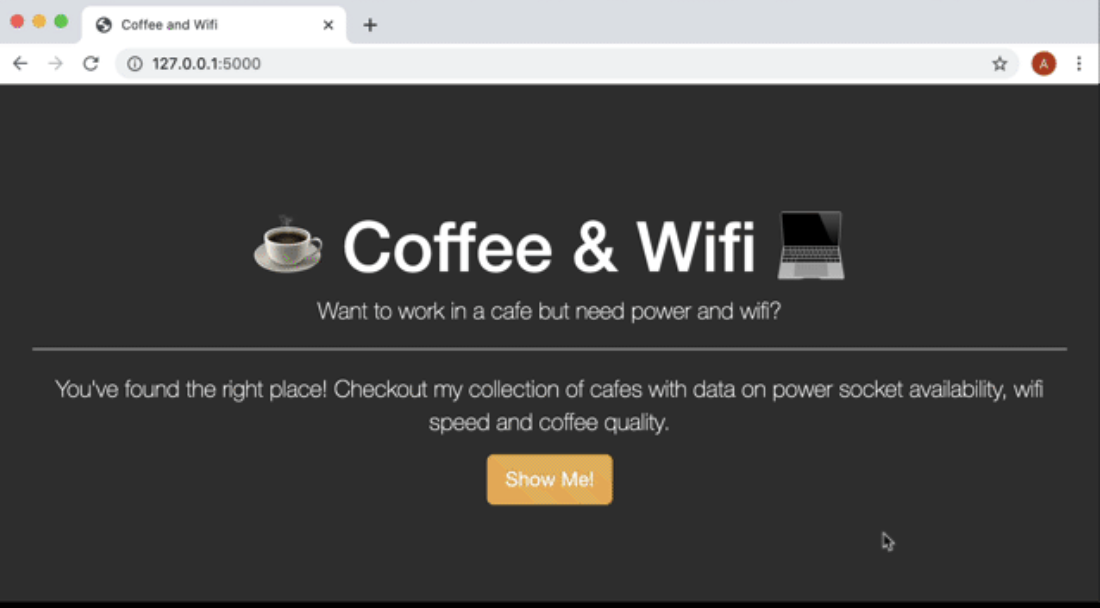 Coffee and Wifi
127.0.0.1:5000
A
☕ Coffee & Wifi 💻
Want to work in a cafe but need power and wifi?
You've found the right place! Checkout my collection of cafes with data on power socket availability, wifi
speed and coffee quality.
Show Me!